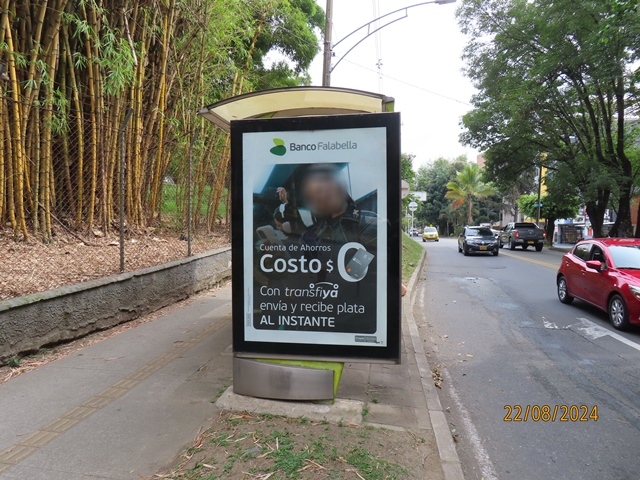 Banco Falabella
Cuenta de Ahorros
Costo $0
Con transfiya
envía y recibe plata
AL INSTANTE
22/08/2024